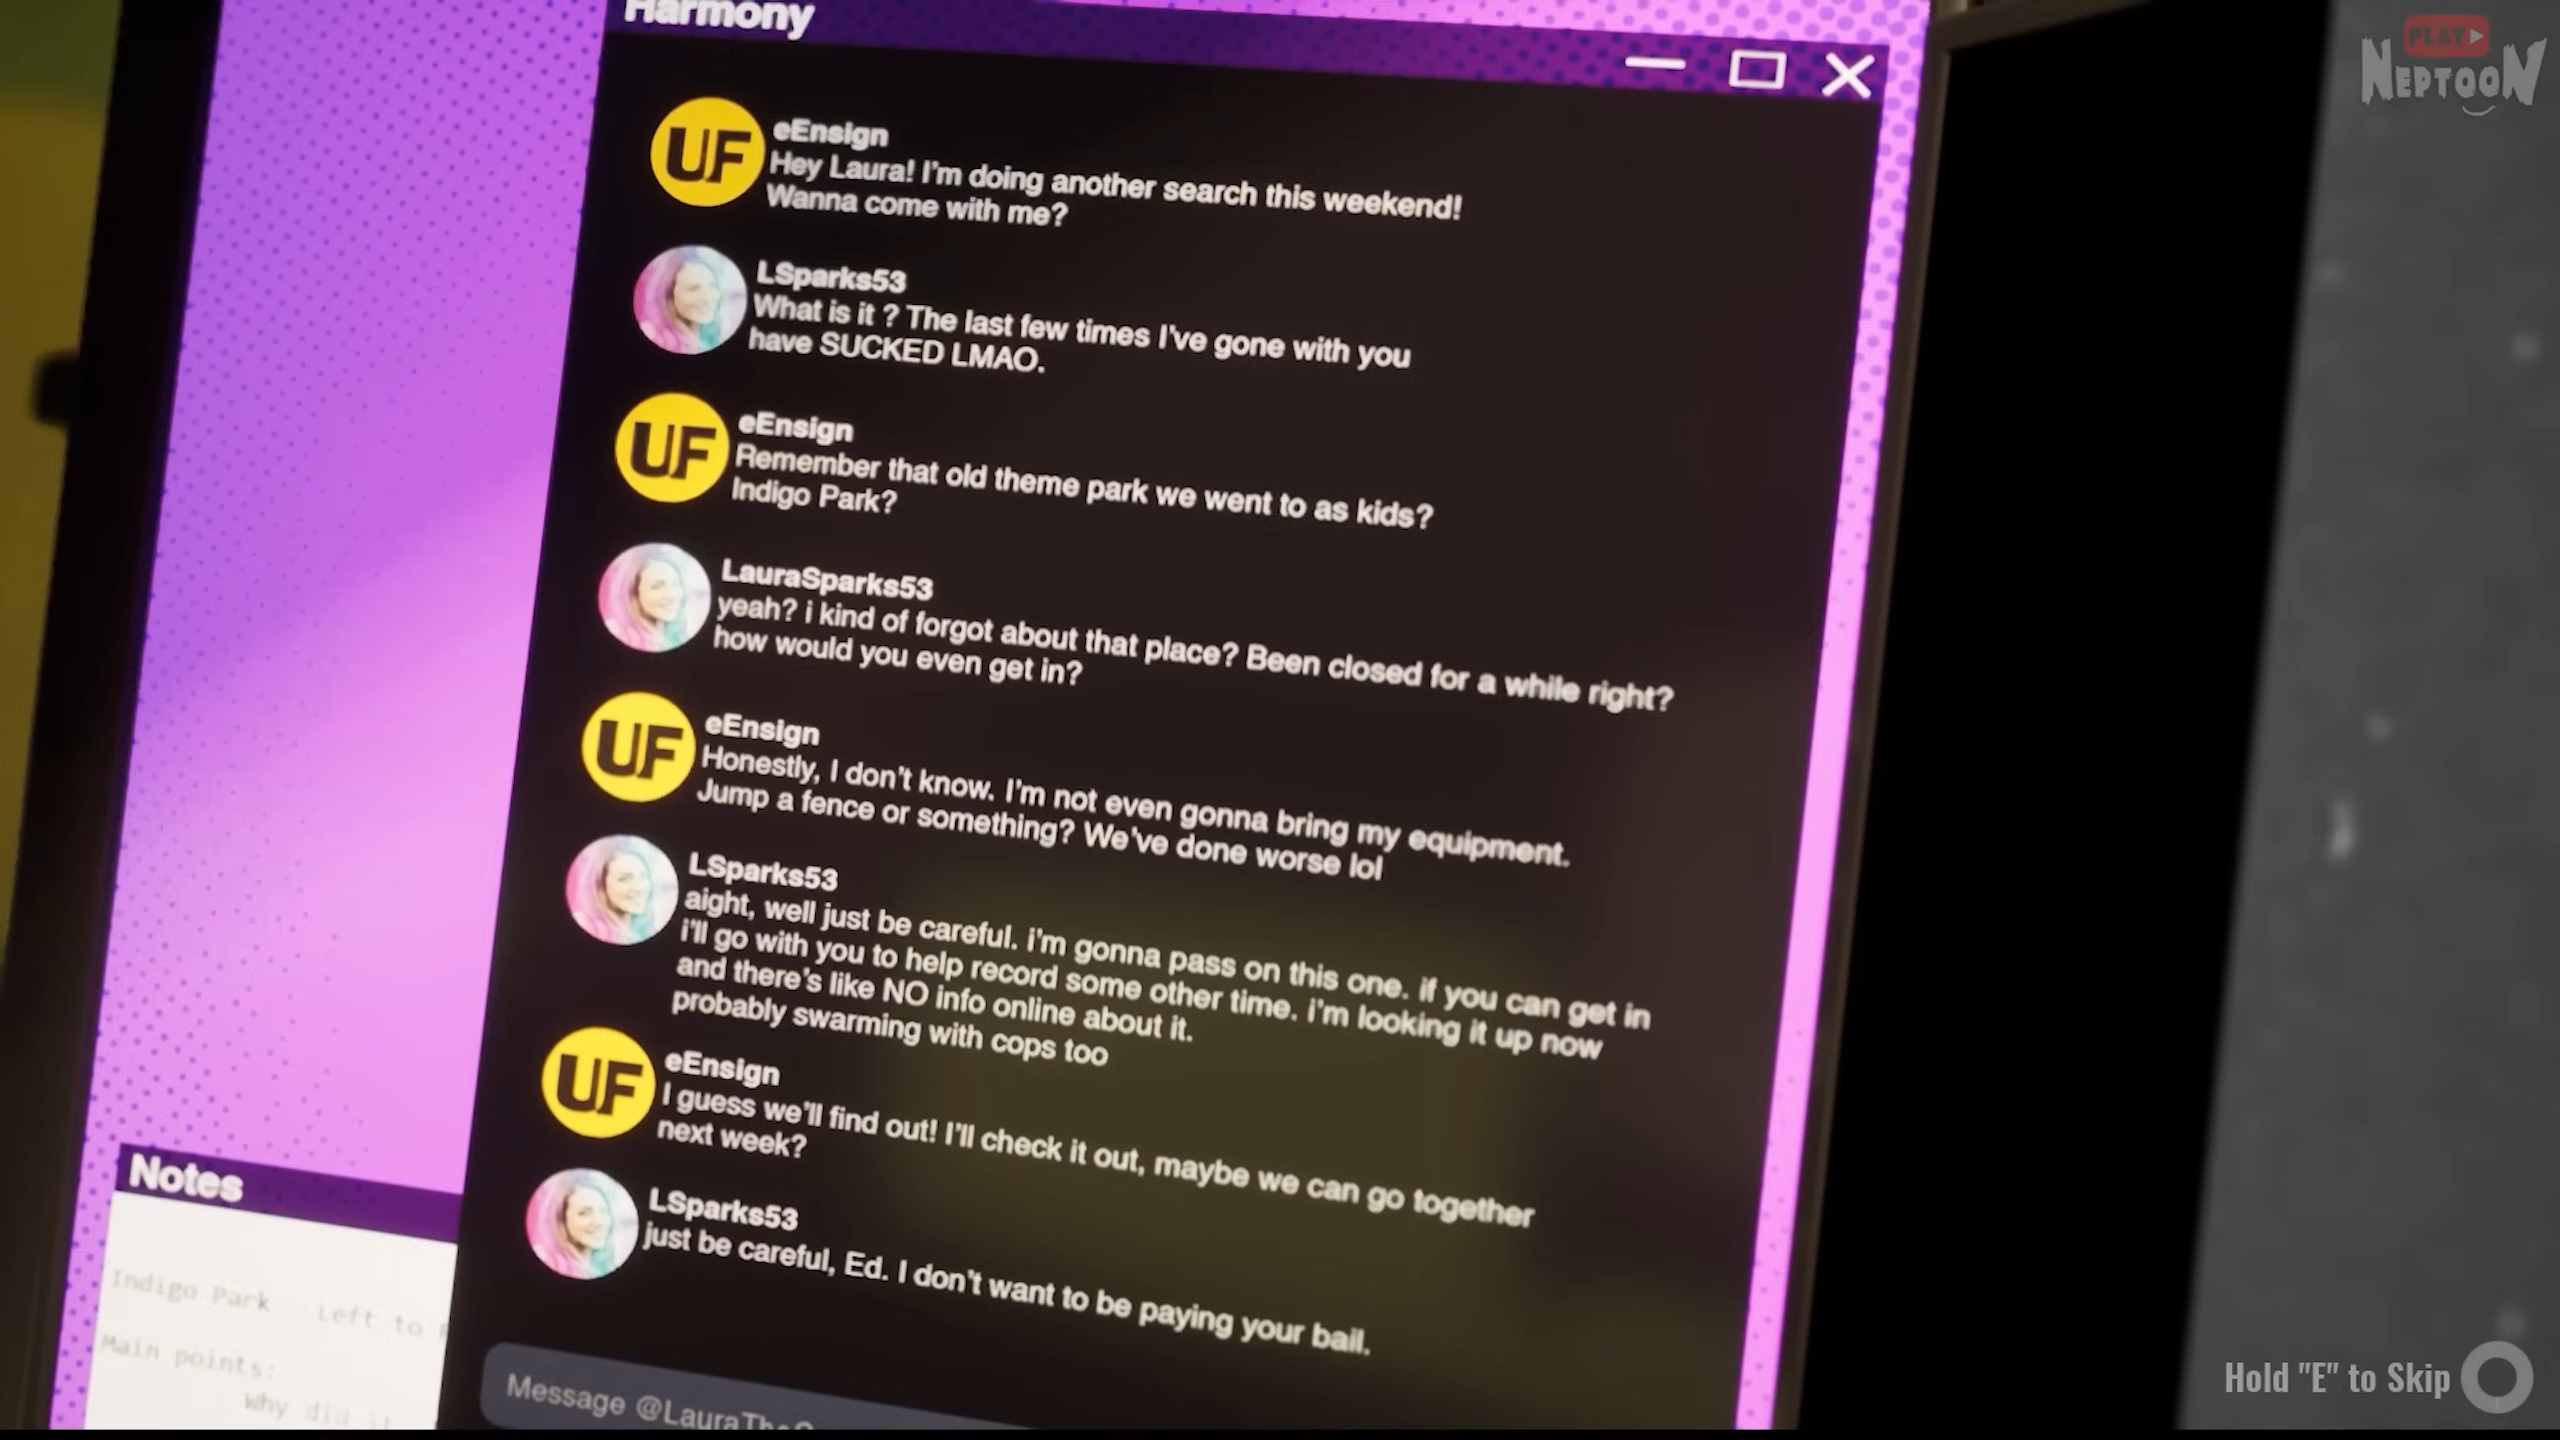 Harmony
PLAY
NEPTOON
UF
eEnsign
Hey Laura! I'm doing another search this weekend!
Wanna come with me?
LSparks53
What is it ? The last few times I've gone with you
have SUCKED LMAO.
UF
eEnsign
Remember that old theme park we went to as kids?
Indigo Park?
LauraSparks53
yeah? i kind of forgot about that place? Been closed for a while right?
how would you even get in?
UF
eEnsign
Honestly, I don't know. I'm not even gonna bring my equipment.
Jump a fence or something? We've done worse lol
LSparks53
aight, well just be careful. i'm gonna pass on this one. if you can get in
i'll go with you to help record some other time. i'm looking it up now
and there's like NO info online about it.
probably swarming with cops too
UF
eEnsign
I guess we'll find out! I'll check it out, maybe we can go together
next week?
LSparks53
just be careful, Ed. I don't want to be paying your bail.
Message
Notes
Indigo Park Left to
Main points:
Why did
Hold "E" to Skip